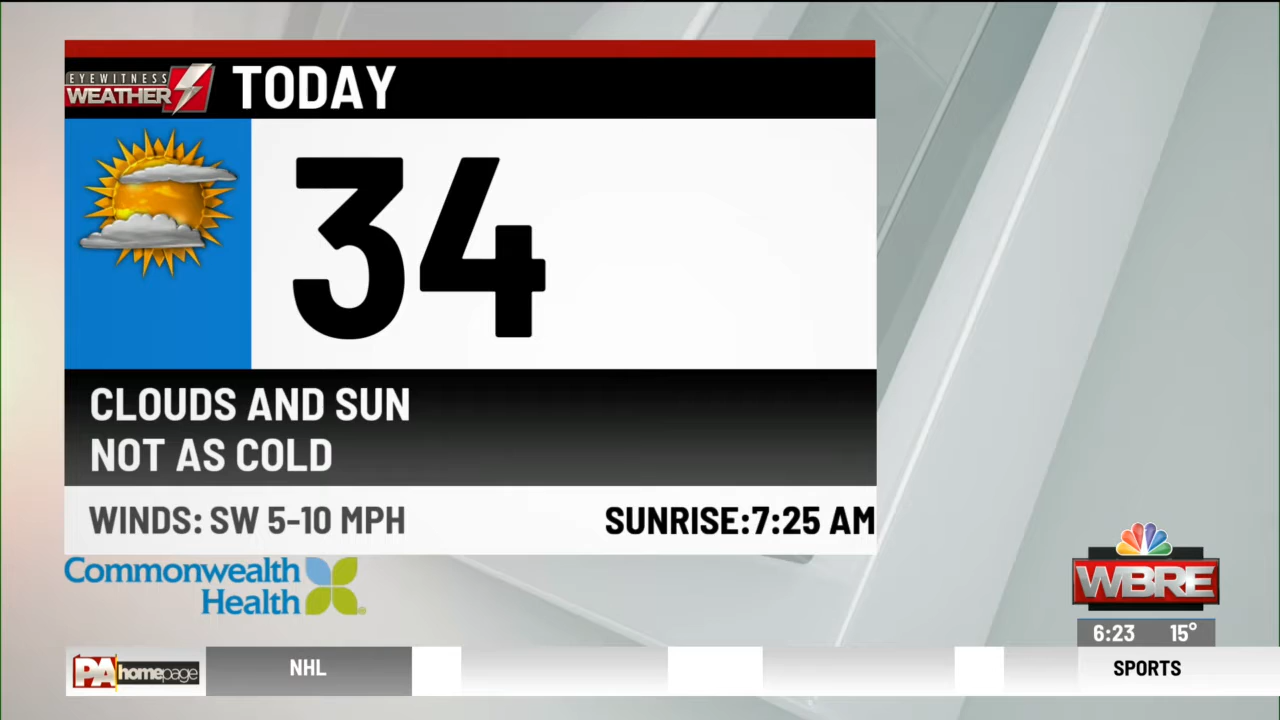 EYEWITNESS
WEATHER
TODAY
34
CLOUDS AND SUN
NOT AS COLD
WINDS: SW 5-10 MPH
SUNRISE:7:25 AM
Commonwealth
Health
WBRE
6:23 15°
PA homepage
NHL
SPORTS